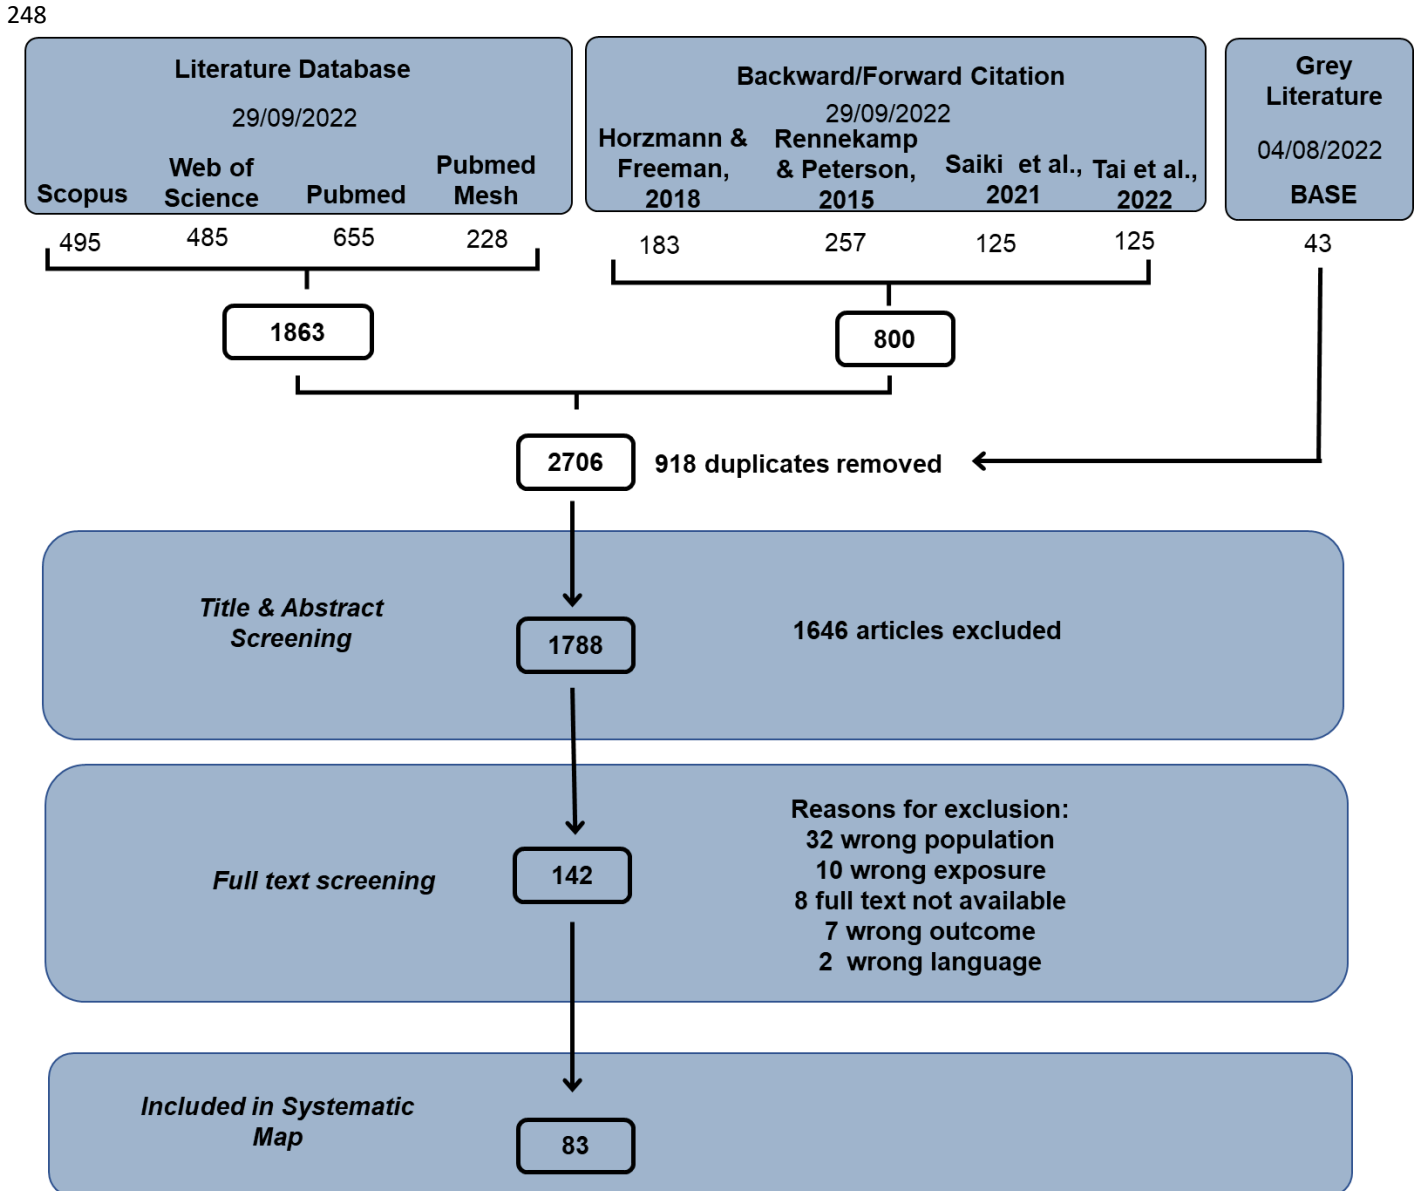 248
Literature Database
29/09/2022
Scopus
Web of
Science
Pubmed
Pubmed
Mesh
495
485
655
228
1863
Backward/Forward Citation
29/09/2022
Horzmann &
Freeman,
2018
Rennekamp
& Peterson,
2015
Saiki et al.,
2021
Tai et al.,
2022
183
257
125
125
800
Grey
Literature
04/08/2022
BASE
43
2706
918 duplicates removed
Title & Abstract
Screening
1788
1646 articles excluded
Full text screening
142
Reasons for exclusion:
32 wrong population
10 wrong exposure
8 full text not available
7 wrong outcome
2 wrong language
Included in Systematic
Map
83